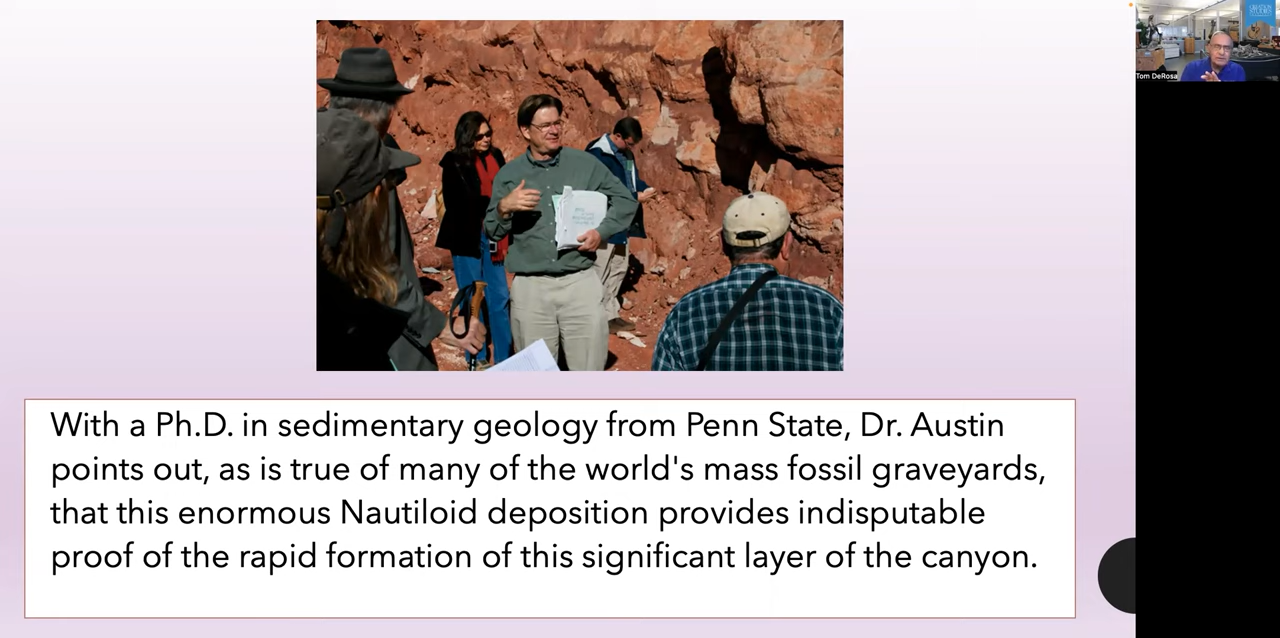 With a Ph.D. in sedimentary geology from Penn State, Dr. Austin
points out, as is true of many of the world's mass fossil graveyards,
that this enormous Nautiloid deposition provides indisputable
proof of the rapid formation of this significant layer of the canyon.
CREATION
STUDIES
Tom DeRosa